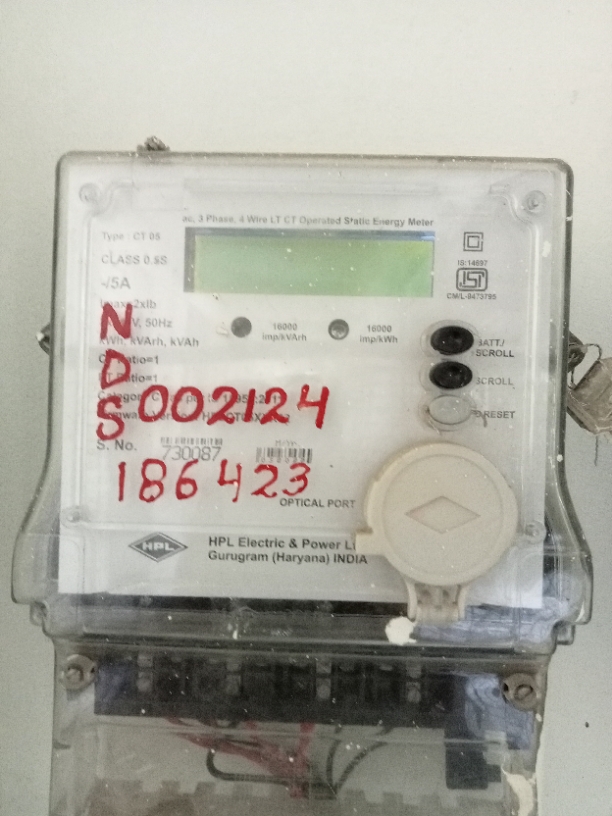 ac, 3 Phase, 4 Wire LT CT Operated Static Energy Meter
Type : CT 05
CLASS 0.5S
-/5A
IS:14697
CM/L-9473795
V, 50Hz
kWh, kVArh, kVAh
16000
imp/kVArh
16000
imp/kWh
BATT/
SCROLL
SCROLL
RESET
N
D
S 002124
S. No.
730087
186423
OPTICAL PORT
HPL
HPL Electric & Power
Gurugram (Haryana) INDIA